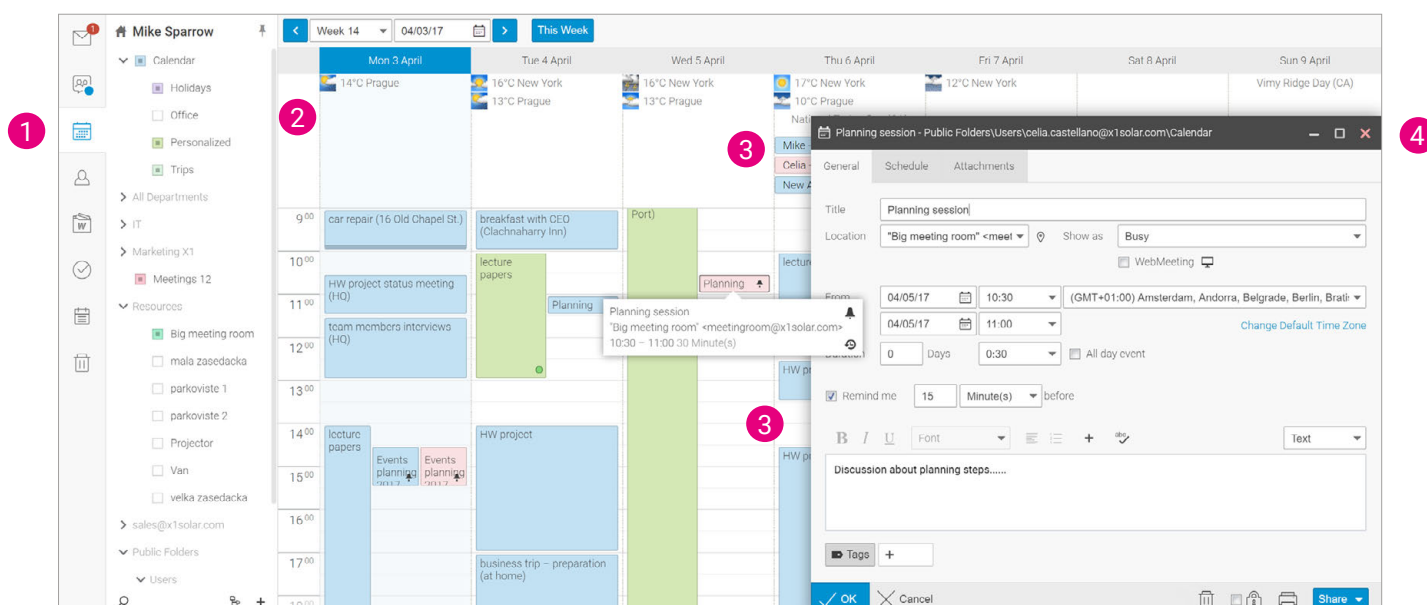 1
Mike Sparrow
Calendar
Holidays
Office
Personalized
Trips
All Departments
IT
Marketing X1
Meetings 12
Resources
Big meeting room
mala zasedacka
parkoviste 1
parkoviste 2
Projector
Van
velka zasedacka
sales@x1solar.com
Public Folders
Users
1
2
3
3
4
Week 14
04/03/17
This Week
Mon 3 April
Tue 4 April
Wed 5 April
Thu 6 April
Fri 7 April
Sat 8 April
Sun 9 April
14°C Prague
16°C New York
13°C Prague
16°C New York
13°C Prague
17°C New York
10°C Prague
12°C New York
Vimy Ridge Day (CA)
Mike
Celia
New A
9 00
10 00
11 00
12 00
13 00
14 00
15 00
16 00
17 00
car repair (16 Old Chapel St.)
HW project status meeting
(HQ)
team members interviews
(HQ)
lecture
papers
Events
planning
2017
Events
planning
2017
breakfast with CEO
(Clachnaharry Inn)
lecture
papers
Planning
HW project
business trip – preparation
(at home)
Port)
Planning
lectur
HW pr
HW pr
Planning session
"Big meeting room" <meetingroom@x1solar.com>
10:30 – 11:00 30 Minute(s)
Planning session - Public Folders\Users\celia.castellano@x1solar.com\Calendar
General
Schedule
Attachments
Title
Planning session
Location
"Big meeting room" <meet
Show as
Busy
WebMeeting
From
04/05/17
10:30
(GMT+01:00) Amsterdam, Andorra, Belgrade, Berlin, Brati
04/05/17
11:00
Change Default Time Zone
Duration
0
Days
0:30
All day event
Remind me
15
Minute(s)
before
B I U
Font
abc
Text
Discussion about planning steps......
Tags
OK
Cancel
Share